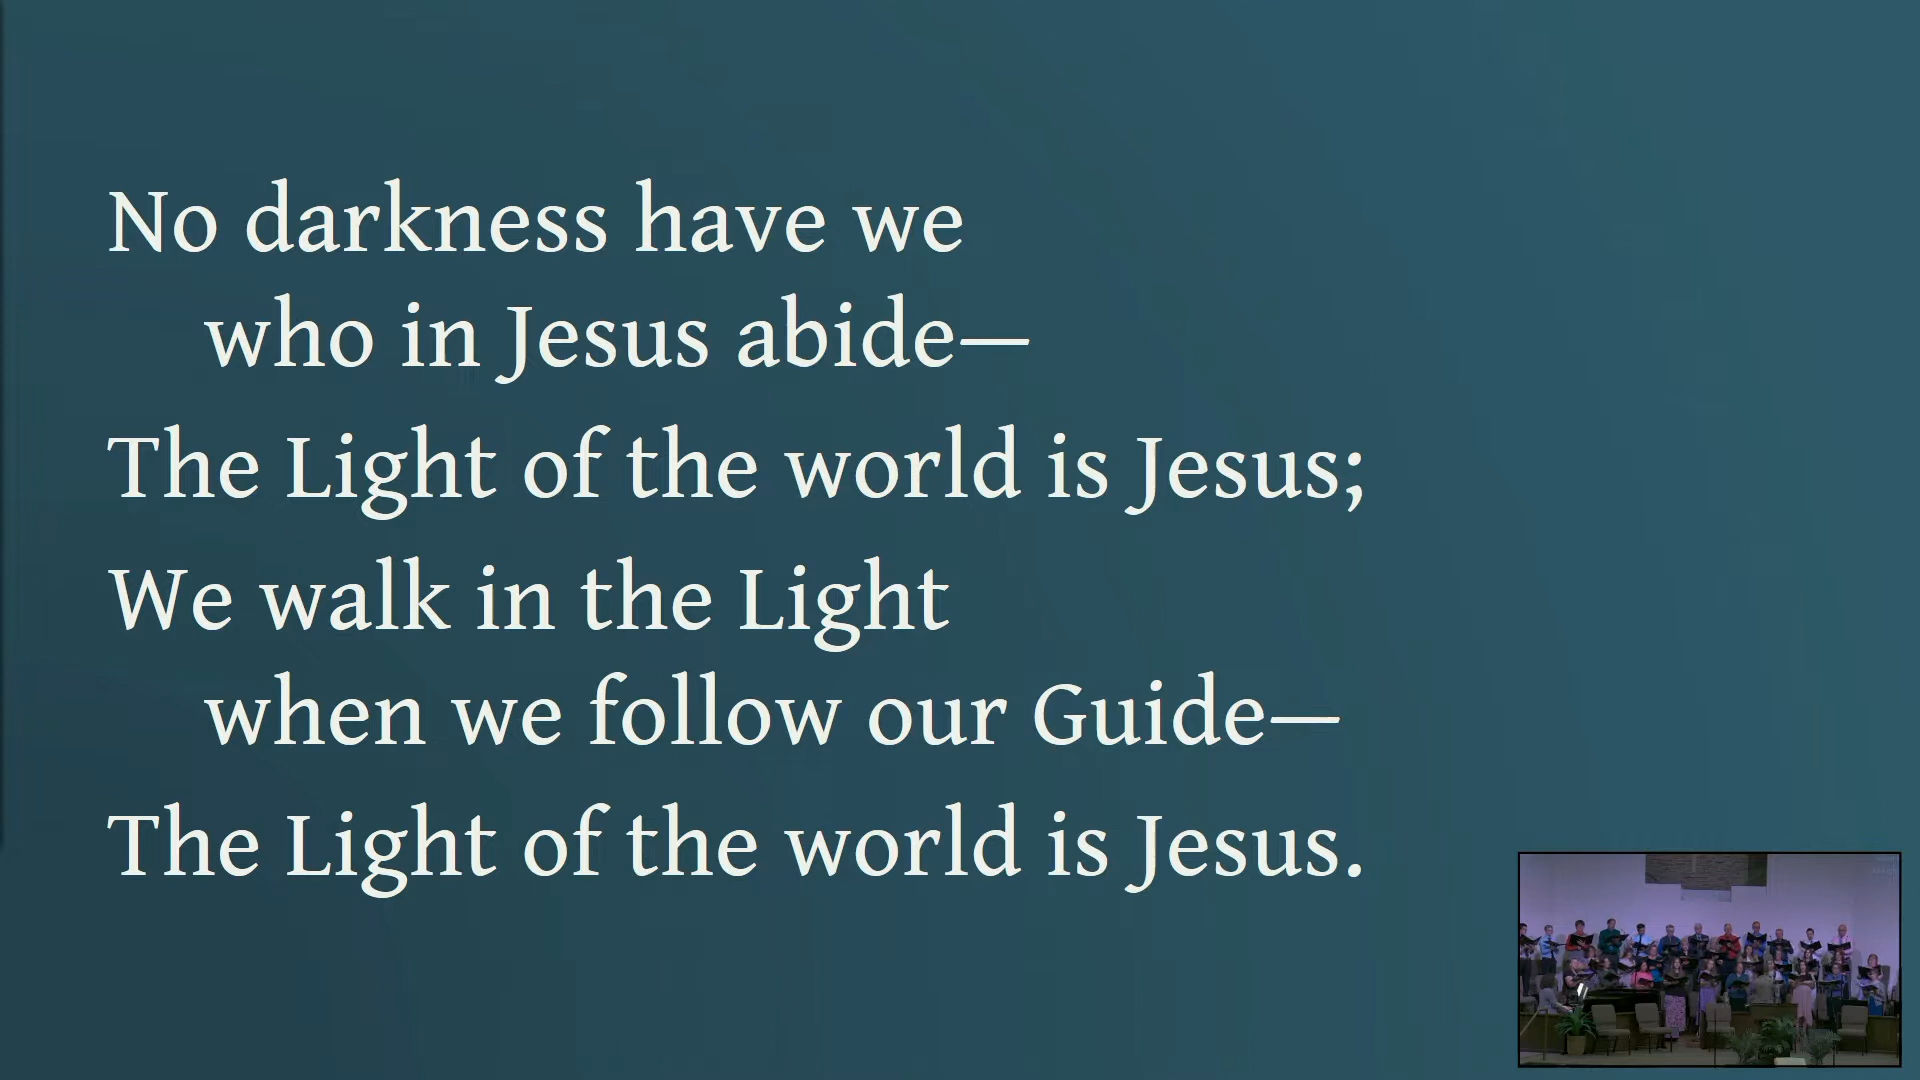 No darkness have we
who in Jesus abide—
The Light of the world is Jesus;
We walk in the Light
when we follow our Guide—
The Light of the world is Jesus.